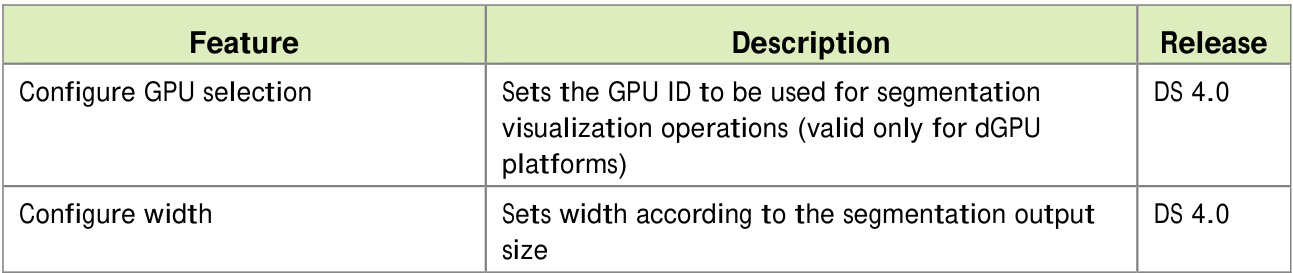 Feature Description Release
Configure GPU selection Sets the GPU ID to be used for segmentation DS 4.0
visualization operations (valid only for dGPU
platforms)
Configure width Sets width according to the segmentation output DS 4.0
size